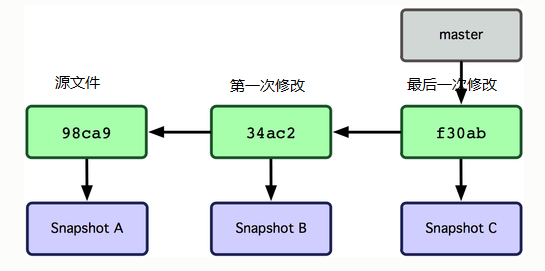 master
源文件
第一次修改
最后一次修改
98ca9
34ac2
f30ab
Snapshot A
Snapshot B
Snapshot C